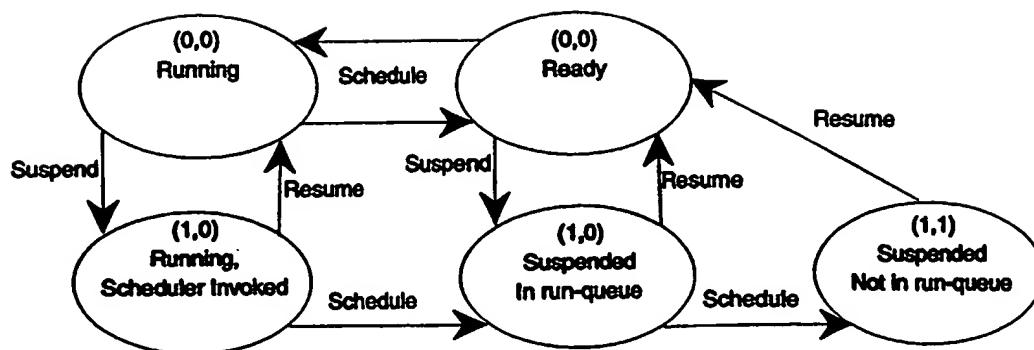 (0,0)
Running
Schedule
(0,0)
Ready
Suspend
Resume
Suspend
Resume
Resume
(1,0)
Running,
Scheduler Invoked
Schedule
(1,0)
Suspended
In run-queue
Schedule
(1,1)
Suspended
Not in run-queue